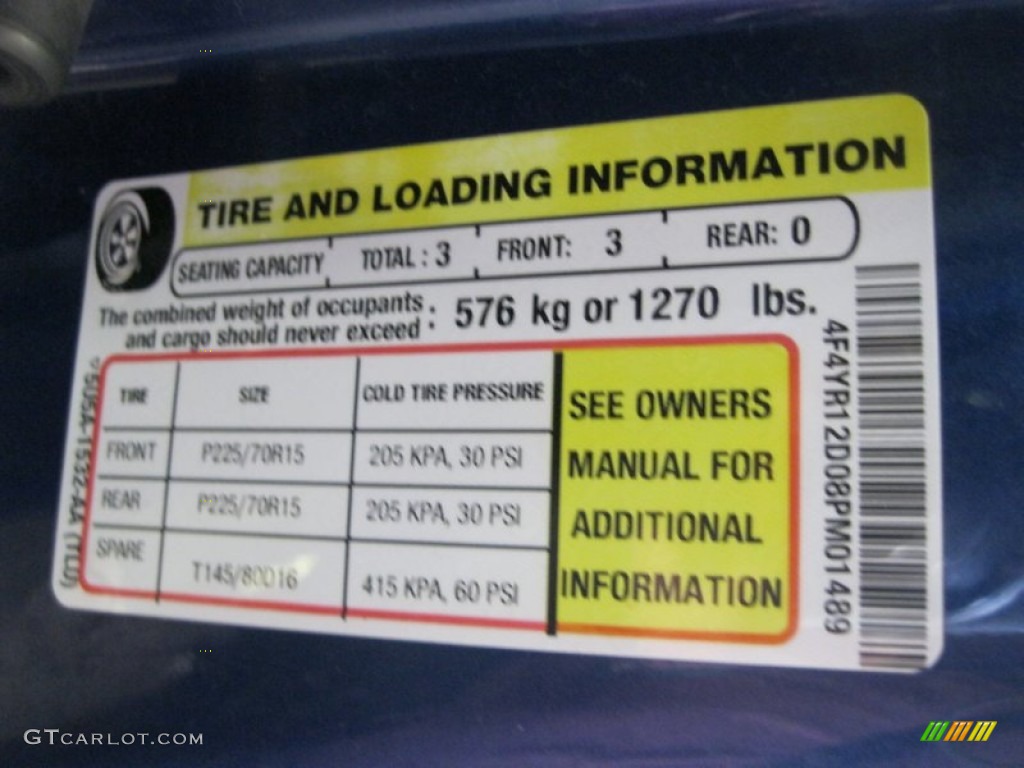 TIRE AND LOADING INFORMATION
SEATING CAPACITY TOTAL : 3 FRONT: 3 REAR: 0
The combined weight of occupants
and cargo should never exceed : 576 kg or 1270 lbs.
TIRE SIZE COLD TIRE PRESSURE
FRONT P225/70R15 205 KPA, 30 PSI
REAR P225/70R15 205 KPA, 30 PSI
SPARE T145/80D16 415 KPA, 60 PSI
SEE OWNERS
MANUAL FOR
ADDITIONAL
INFORMATION
4F4YR12D08PM01489
GTCARLOT.COM